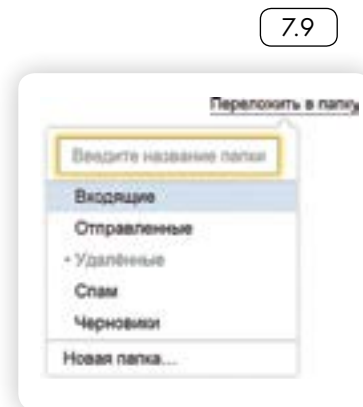 7.9
Переложить в папку
Введите название папки
Входящие
Отправленные
• Удалённые
Спам
Черновики
Новая папка...